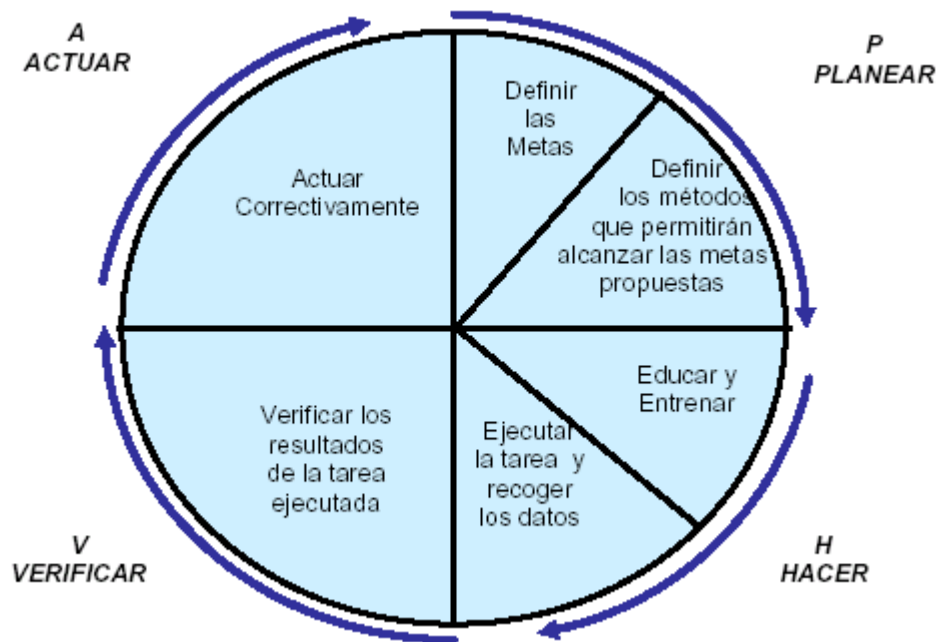 A
ACTUAR
P
PLANEAR
Definir
las
Metas
Definir
los métodos
que permitirán
alcanzar las metas
propuestas
Actuar
Correctivamente
Educar y
Entrenar
Ejecutar
la tarea y
recoger
los datos
Verificar los
resultados
de la tarea
ejecutada
V
VERIFICAR
H
HACER